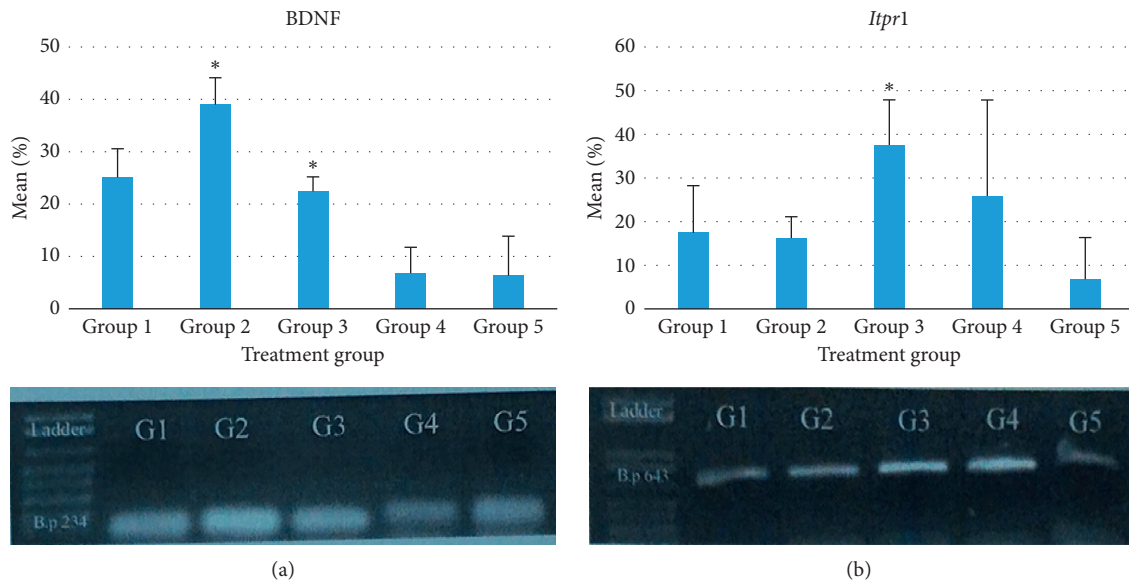 BDNF
50
40
30
20
10
0
Mean (%)
*
*
Group 1 Group 2 Group 3 Group 4 Group 5
Treatment group
Ladder G1 G2 G3 G4 G5
B.p 234
(a)
Itpr1
60
50
40
30
20
10
0
Mean (%)
*
Group 1 Group 2 Group 3 Group 4 Group 5
Treatment group
Ladder G1 G2 G3 G4 G5
B.p 643
(b)